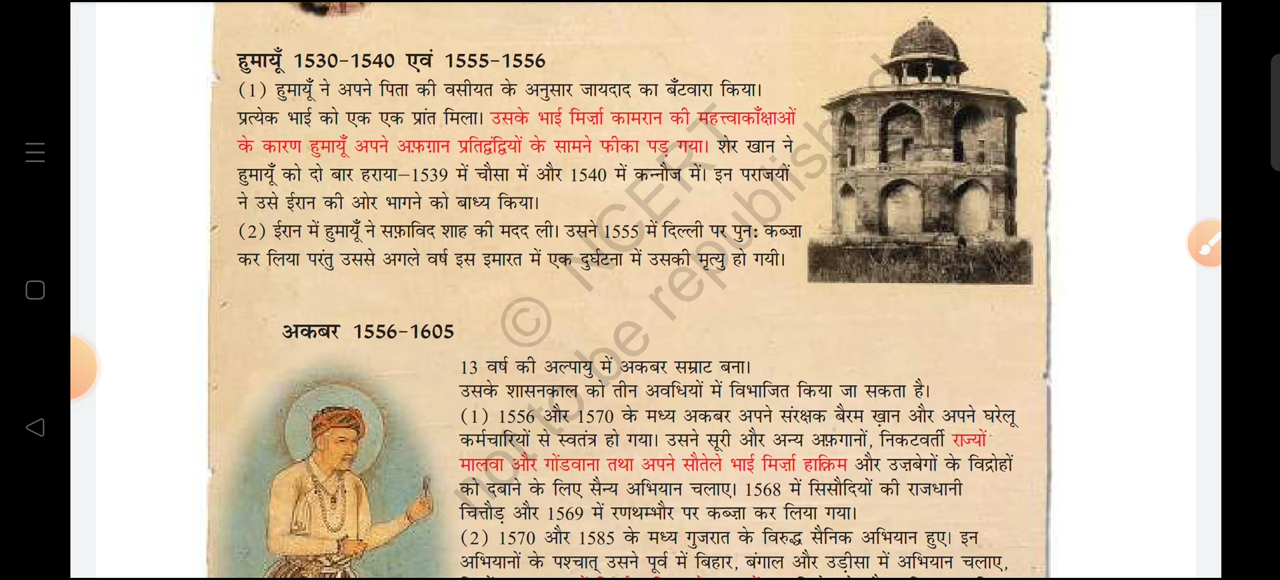 हुमायूँ 1530-1540 एवं 1555-1556
(1) हुमायूँ ने अपने पिता की वसीयत के अनुसार जायदाद का बँटवारा किया।
प्रत्येक भाई को एक एक प्रांत मिला। उसके भाई मिर्ज़ा कामरान की महत्त्वाकाँक्षाओं
के कारण हुमायूँ अपने अफ़ग़ान प्रतिद्वंद्वियों के सामने फीका पड़ गया। शेर खान ने
हुमायूँ को दो बार हराया–1539 में चौसा में और 1540 में कन्नौज में। इन पराजयों
ने उसे ईरान की ओर भागने को बाध्य किया।
(2) ईरान में हुमायूँ ने सफ़ाविद शाह की मदद ली। उसने 1555 में दिल्ली पर पुन: कब्ज़ा
कर लिया परंतु उससे अगले वर्ष इस इमारत में एक दुर्घटना में उसकी मृत्यु हो गयी।
© NCERT
not to be republished
अकबर 1556-1605
13 वर्ष की अल्पायु में अकबर सम्राट बना।
उसके शासनकाल को तीन अवधियों में विभाजित किया जा सकता है।
(1) 1556 और 1570 के मध्य अकबर अपने संरक्षक बैरम ख़ान और अपने घरेलू
कर्मचारियों से स्वतंत्र हो गया। उसने सूरी और अन्य अफ़गानों, निकटवर्ती राज्यों
मालवा और गोंडवाना तथा अपने सौतेले भाई मिर्ज़ा हाक़िम और उज़बेगों के विद्रोहों
को दबाने के लिए सैन्य अभियान चलाए। 1568 में सिसौदियों की राजधानी
चित्तौड़ और 1569 में रणथम्भौर पर कब्ज़ा कर लिया गया।
(2) 1570 और 1585 के मध्य गुजरात के विरुद्ध सैनिक अभियान हुए। इन
अभियानों के पश्चात् उसने पूर्व में बिहार, बंगाल और उड़ीसा में अभियान चलाए,